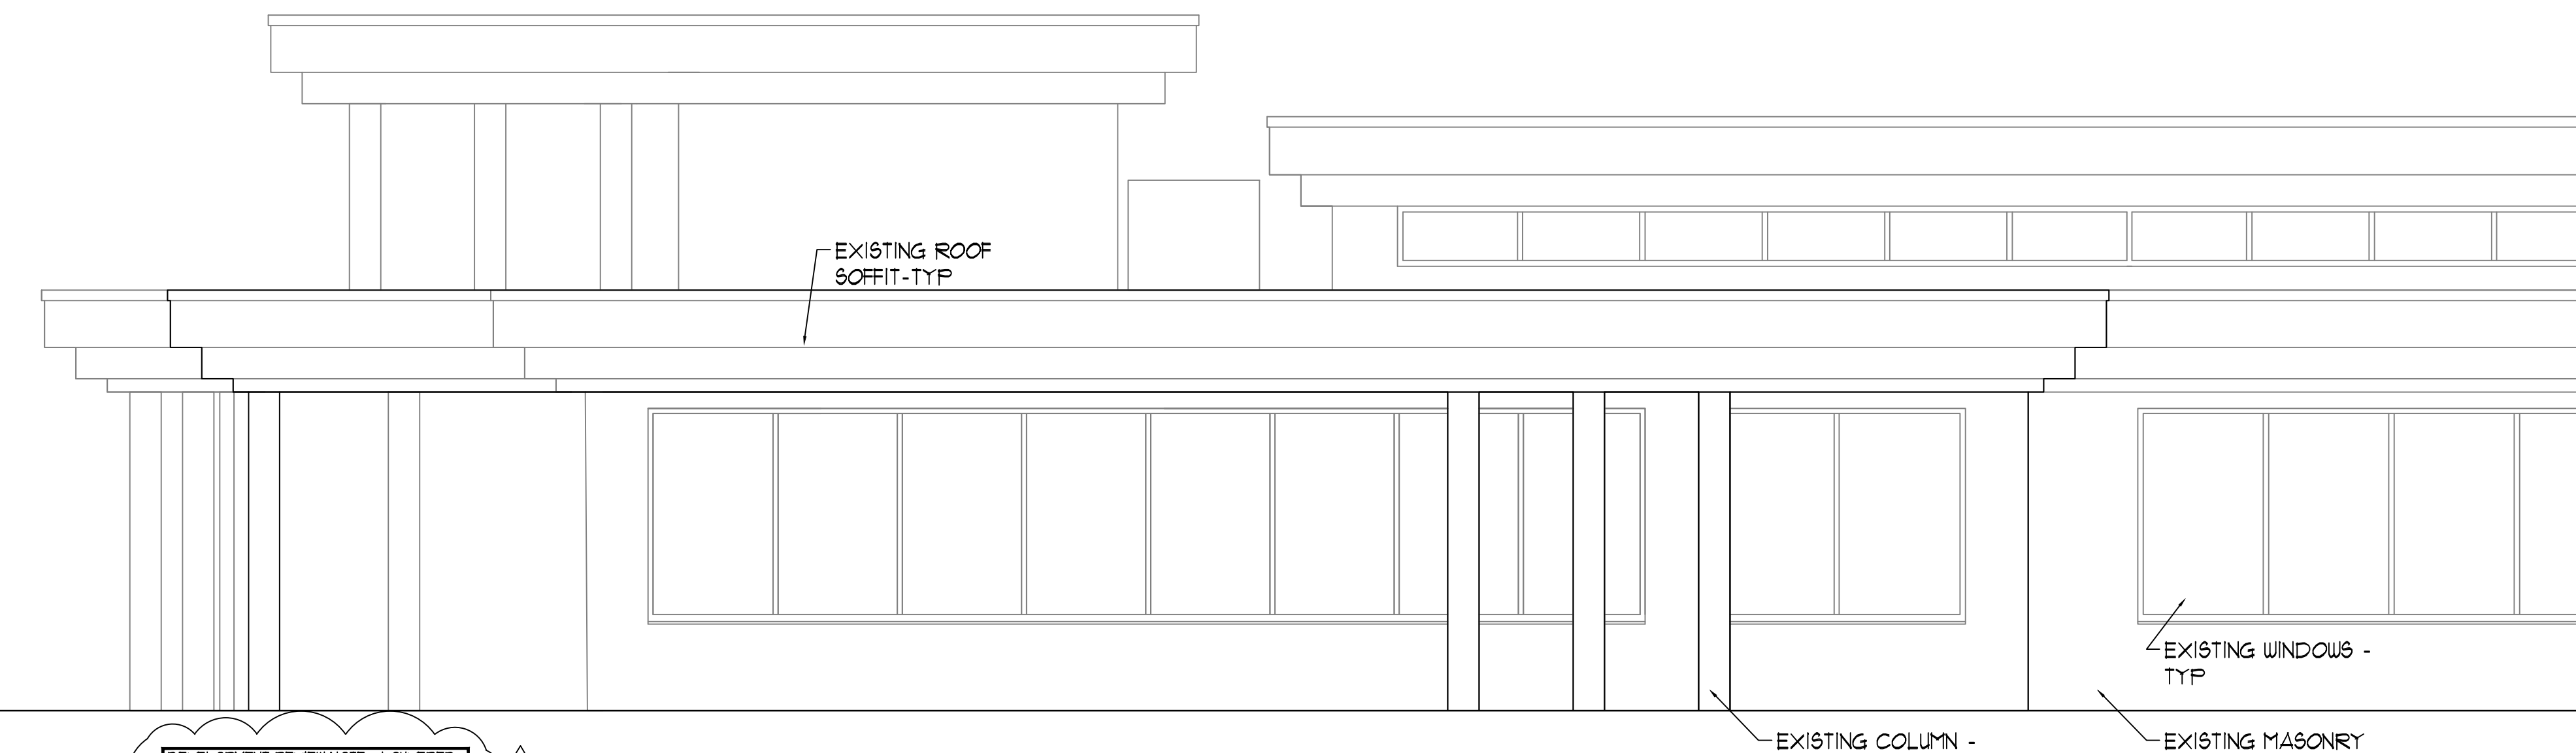 EXISTING ROOF
SOFFIT-TYP
EXISTING WINDOWS -
TYP
EXISTING COLUMN -
EXISTING MASONRY